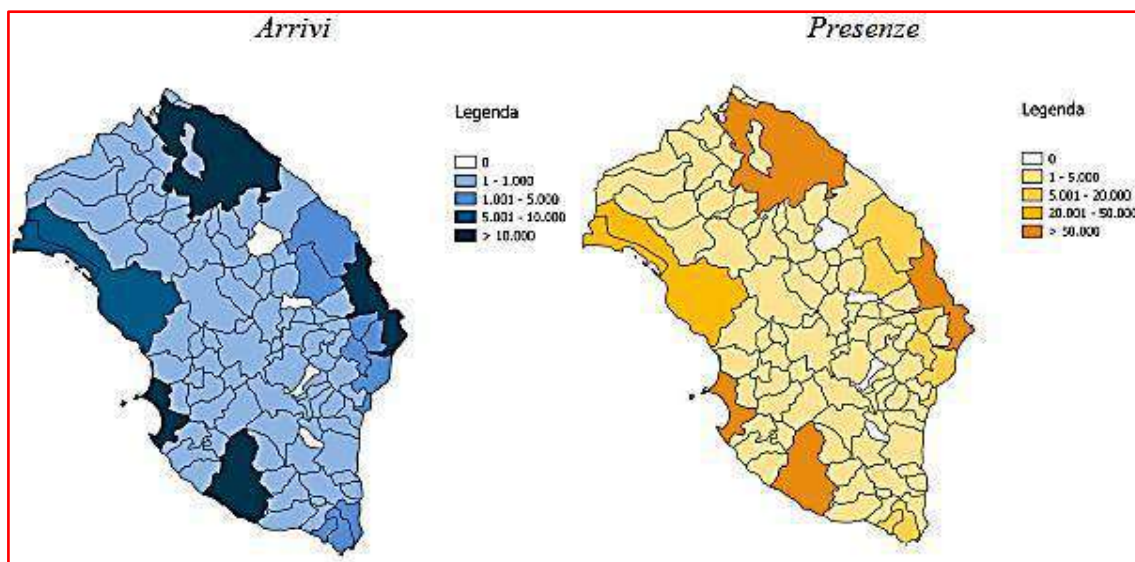 Arrivi
Legenda
0
1 - 1.000
1.001 - 5.000
5.001 - 10.000
> 10.000
Presenze
Legenda
0
1 - 5.000
5.001 - 20.000
20.001 - 50.000
> 50.000